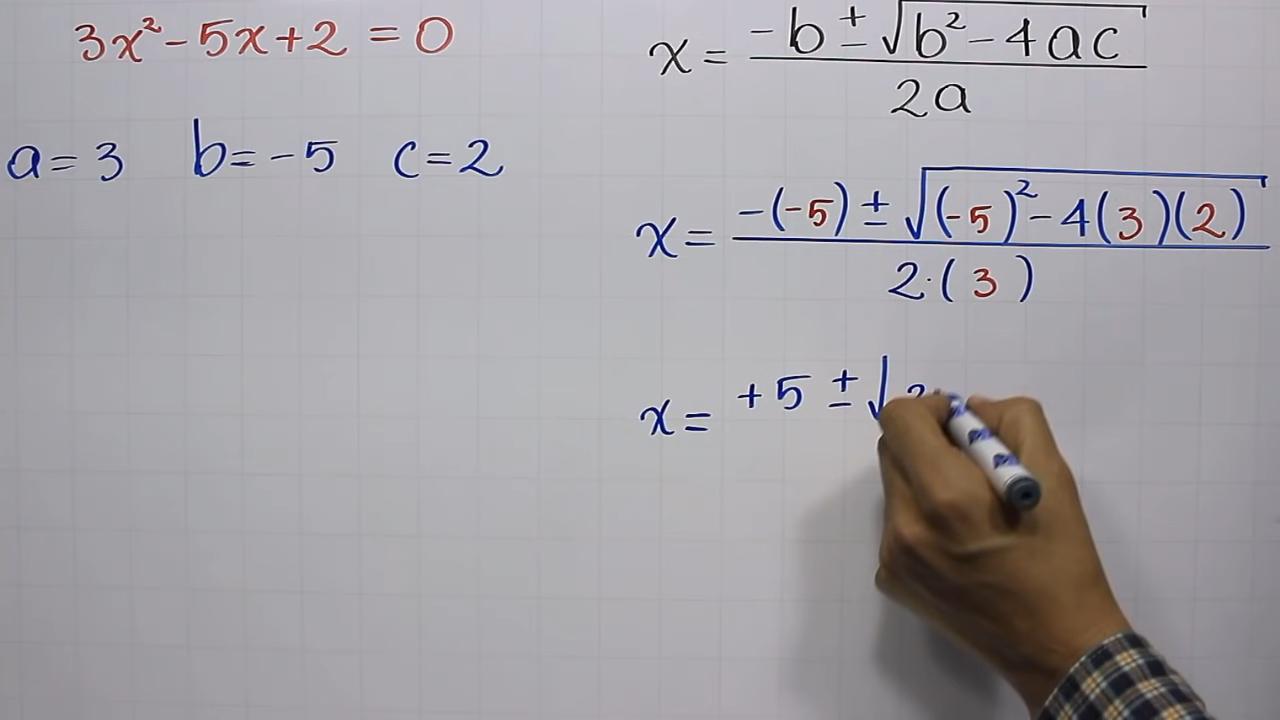 3x² - 5x + 2 = 0
a = 3 b = -5 c = 2
x = (-b ± √(b² - 4ac)) / 2a
x = (-(-5) ± √((-5)² - 4(3)(2))) / 2·(3)
x = +5 ± √2